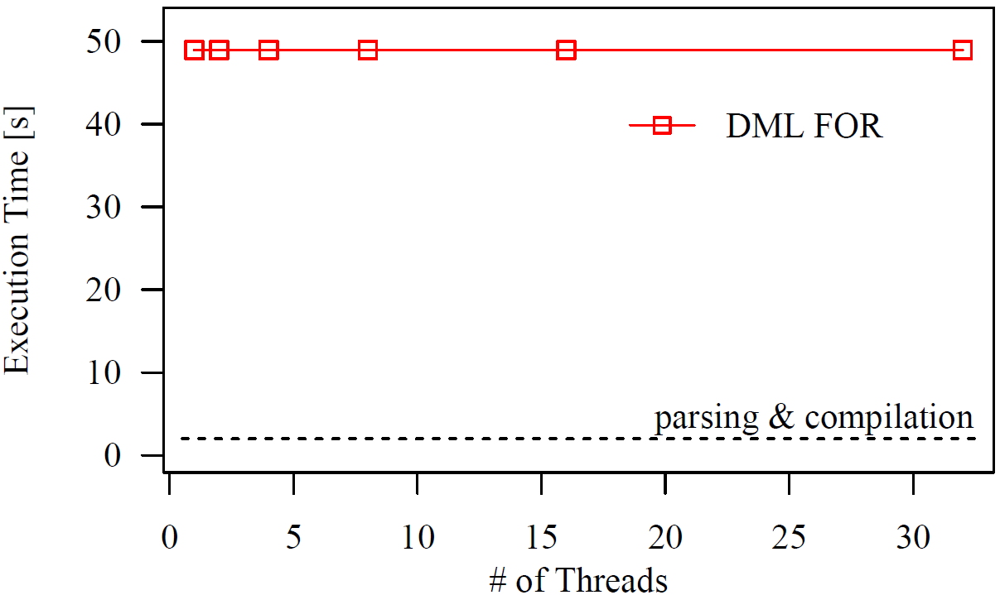 50
40
30
20
10
0
Execution Time [s]
DML FOR
parsing & compilation
0 5 10 15 20 25 30
# of Threads